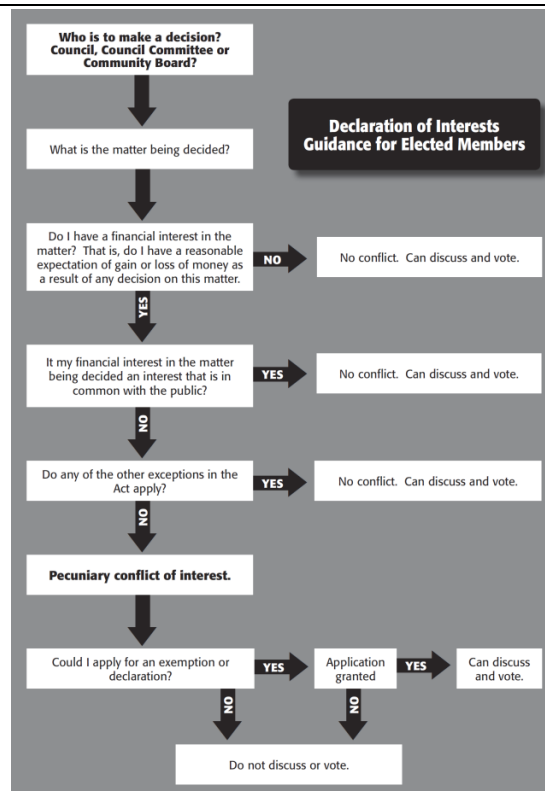 Who is to make a decision?
Council, Council Committee or
Community Board?
Declaration of Interests
Guidance for Elected Members
What is the matter being decided?
Do I have a financial interest in the
matter? That is, do I have a reasonable
expectation of gain or loss of money as
a result of any decision on this matter.
NO
No conflict. Can discuss and vote.
YES
It my financial interest in the matter
being decided an interest that is in
common with the public?
YES
No conflict. Can discuss and vote.
NO
Do any of the other exceptions in the
Act apply?
YES
No conflict. Can discuss and vote.
NO
Pecuniary conflict of interest.
Could I apply for an exemption or
declaration?
YES
Application
granted
YES
Can discuss
and vote.
NO
NO
Do not discuss or vote.